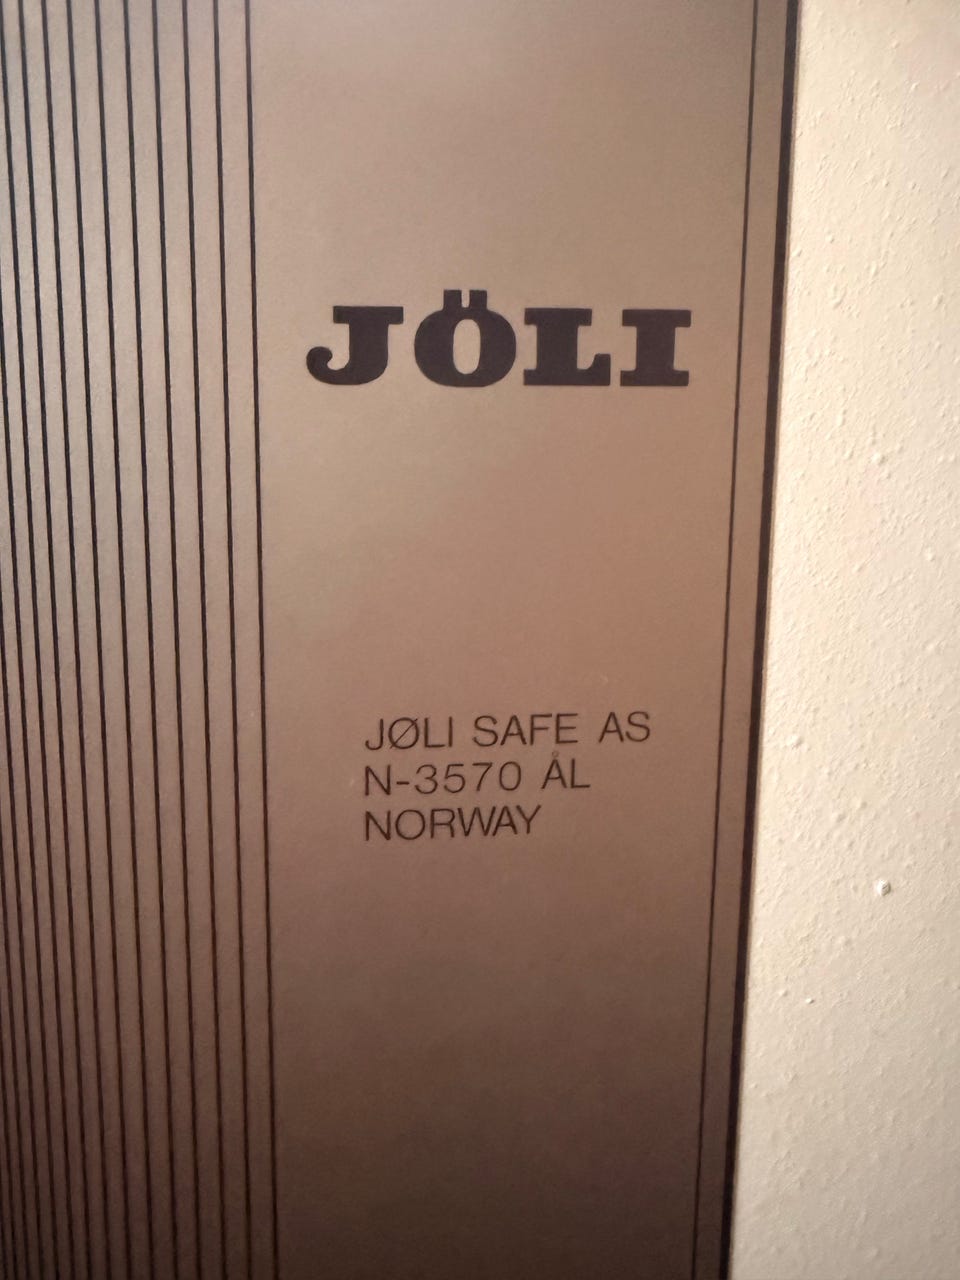 JÖLI
JØLI SAFE AS
N-3570 ÅL
NORWAY